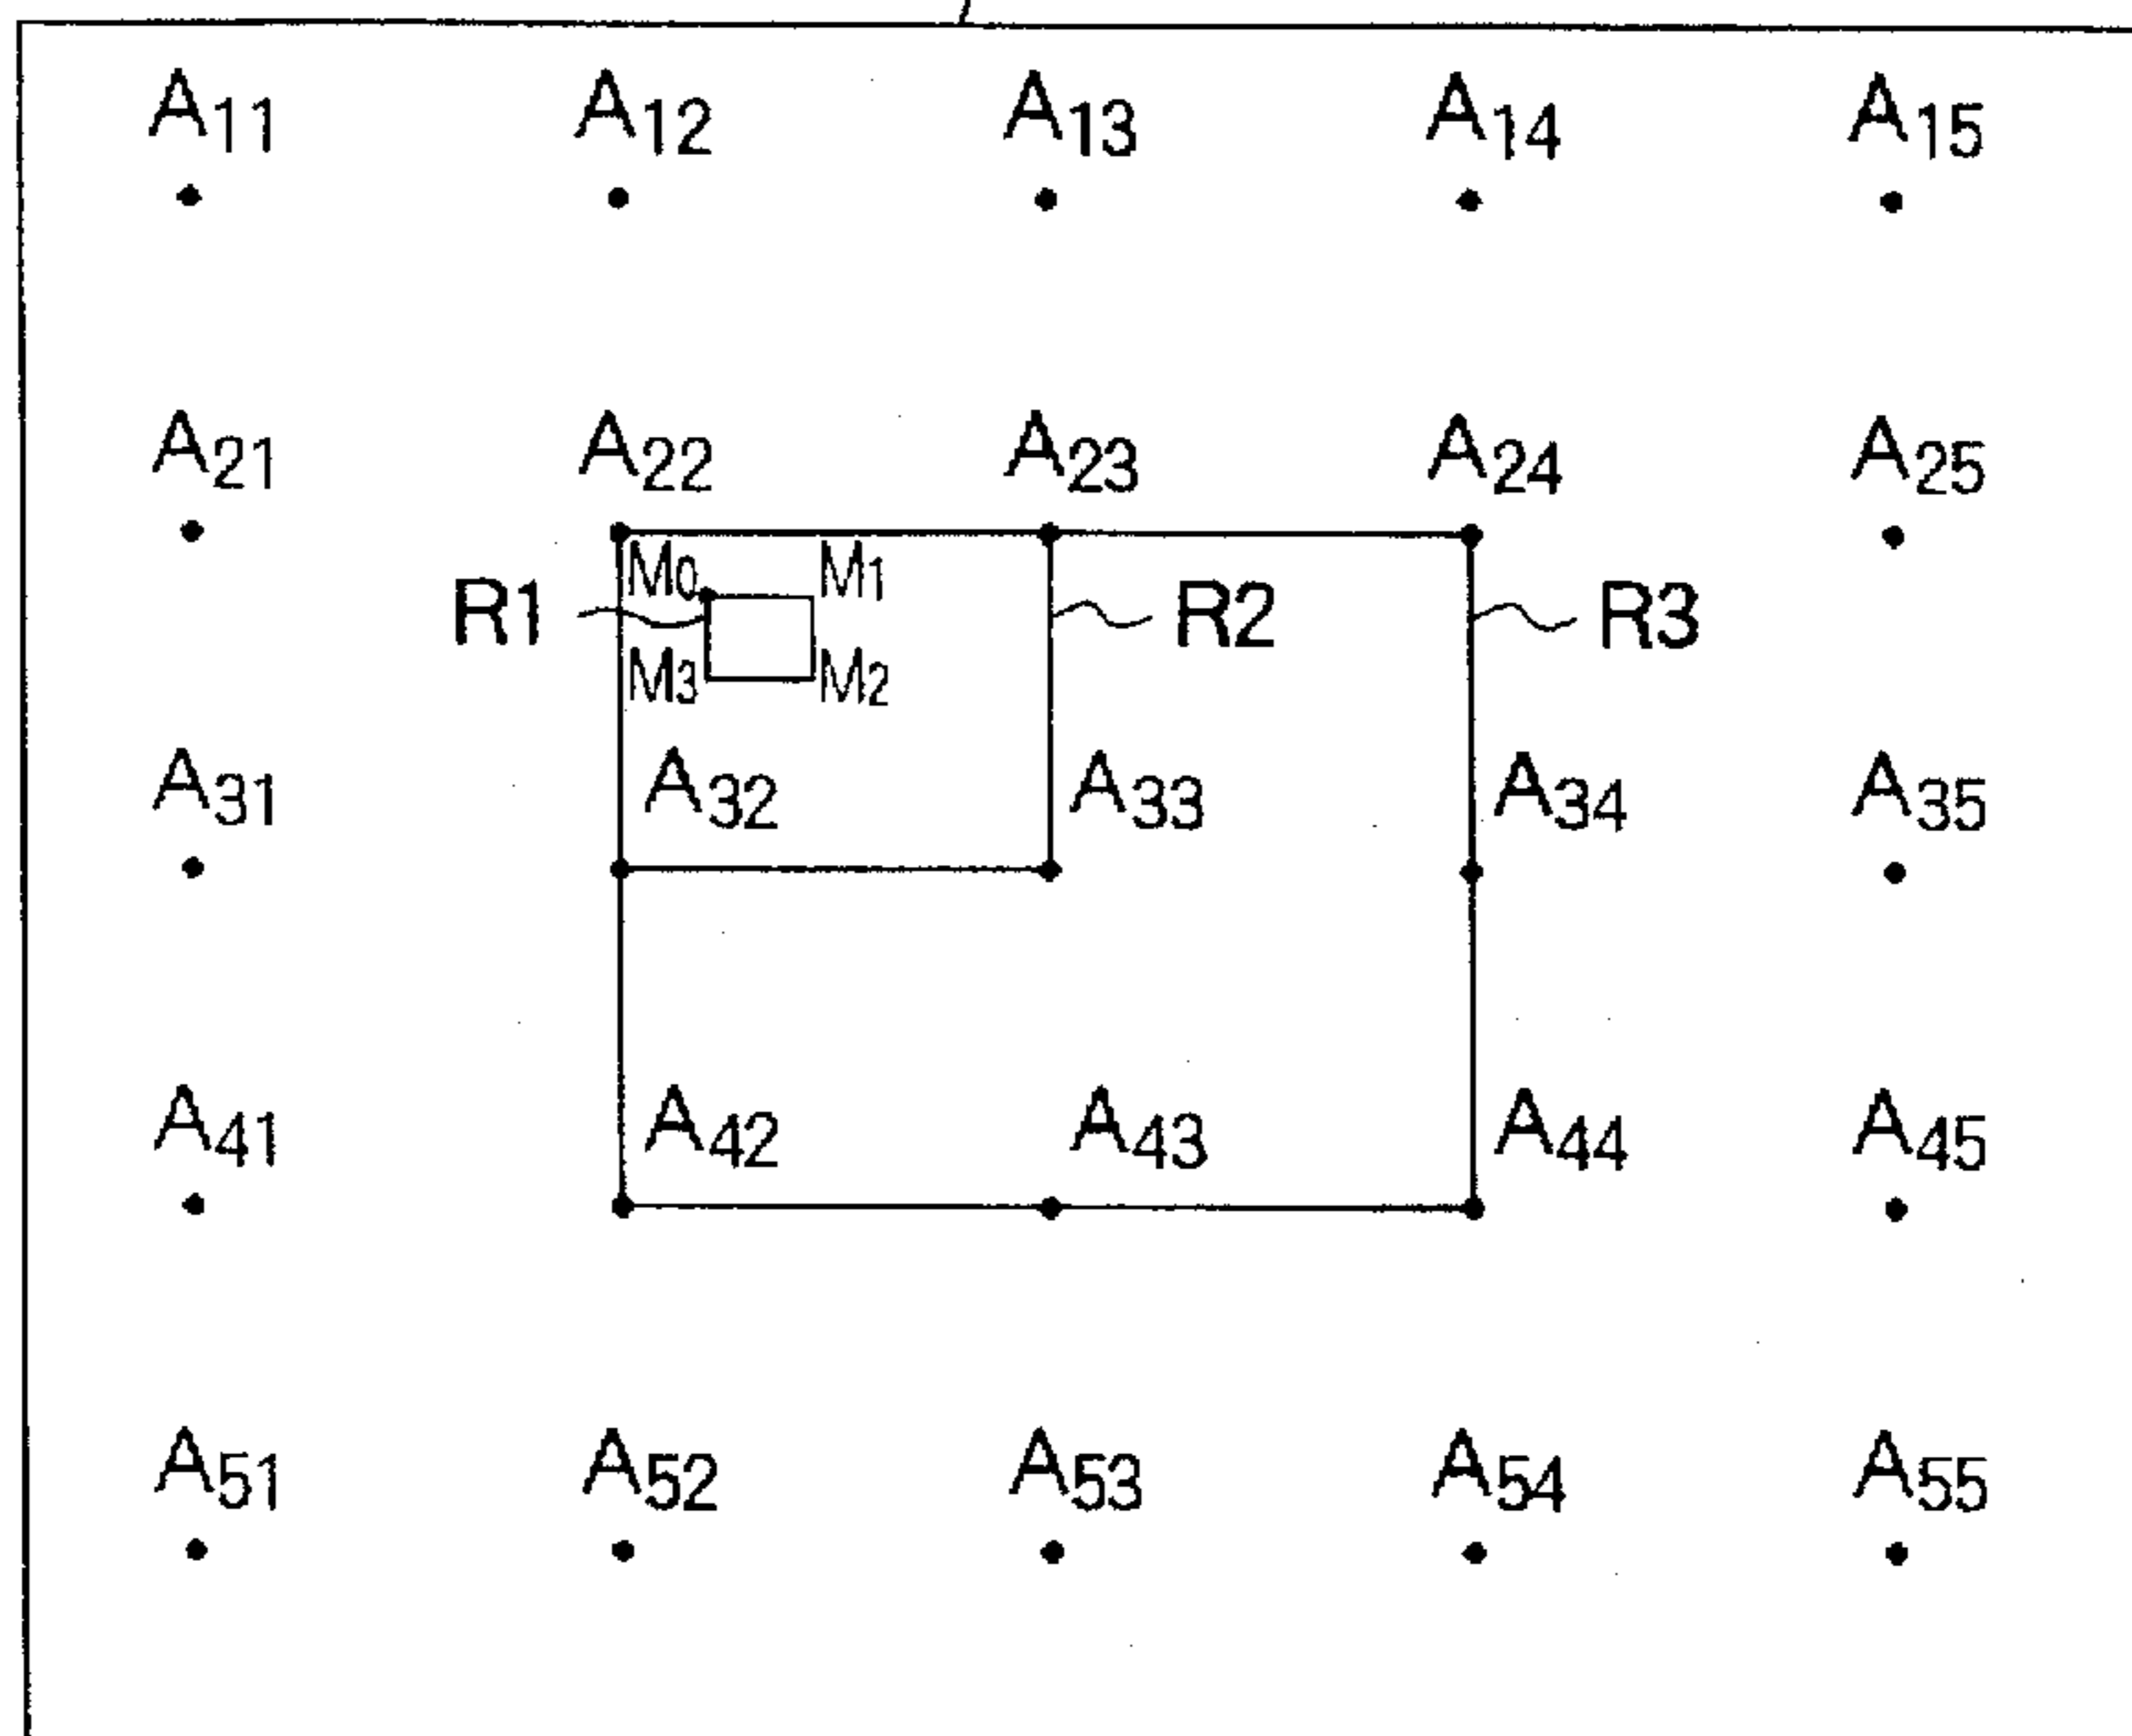 A11 A12 A13 A14 A15
A21 A22 A23 A24 A25
M0 M1
R1 R2 R3
M3 M2
A31 A32 A33 A34 A35
A41 A42 A43 A44 A45
A51 A52 A53 A54 A55